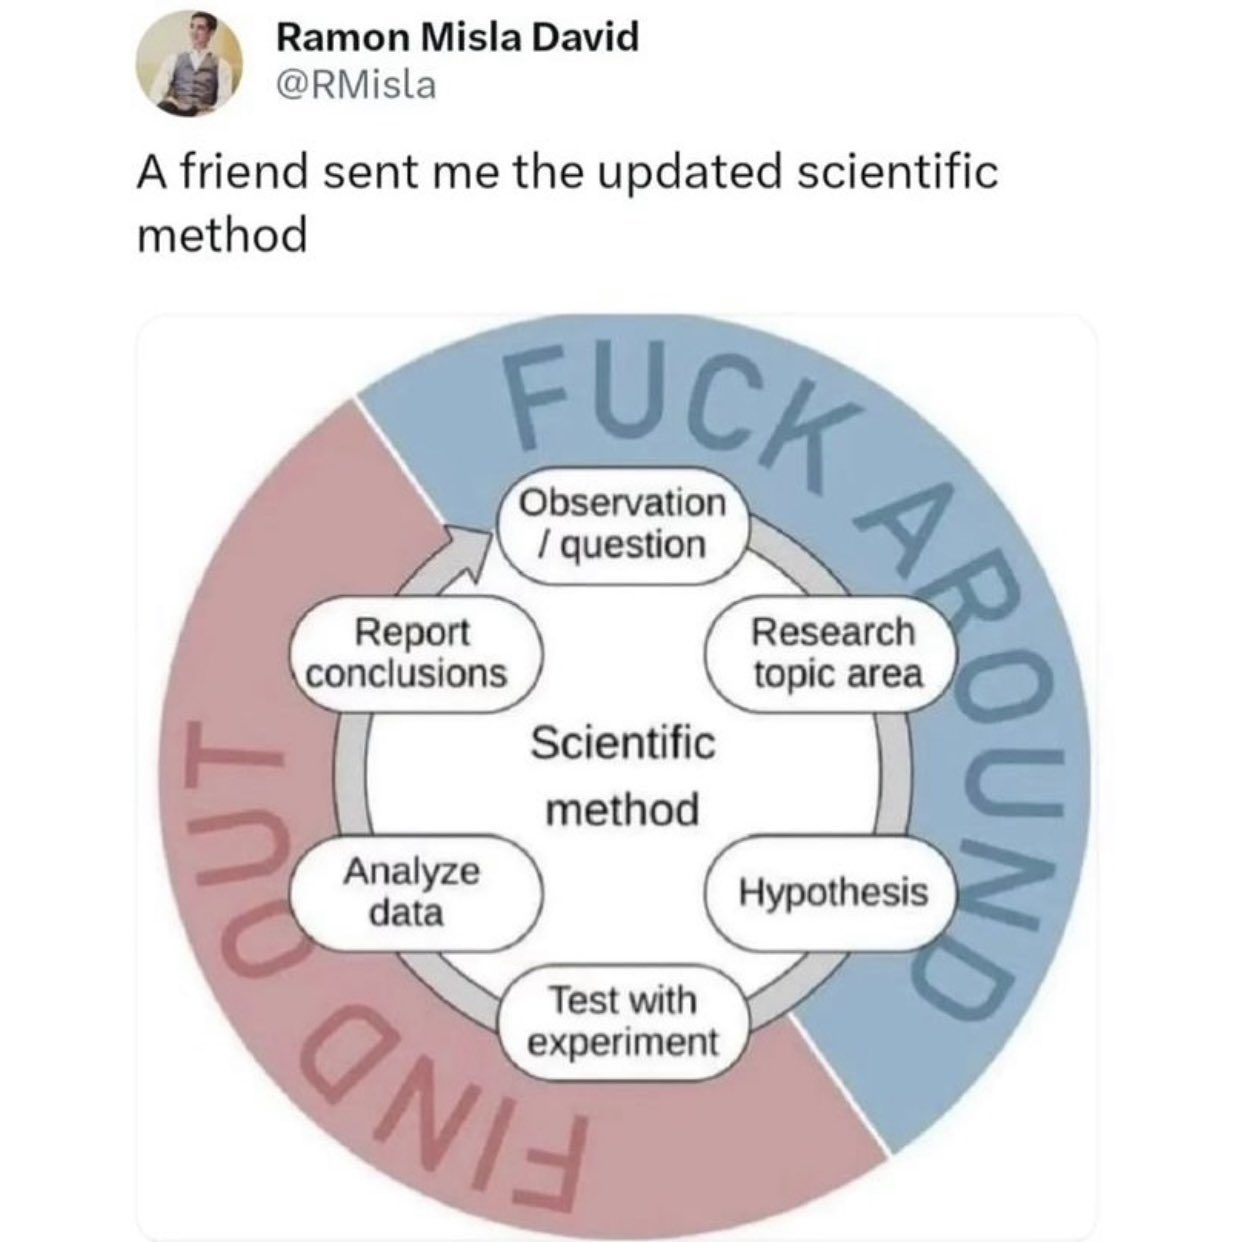 Ramon Misla David
@RMisla
A friend sent me the updated scientific
method
FUCK AROUND
Observation
/ question
Research
topic area
Hypothesis
Test with
experiment
Analyze
data
Report
conclusions
Scientific
method
FIND OUT